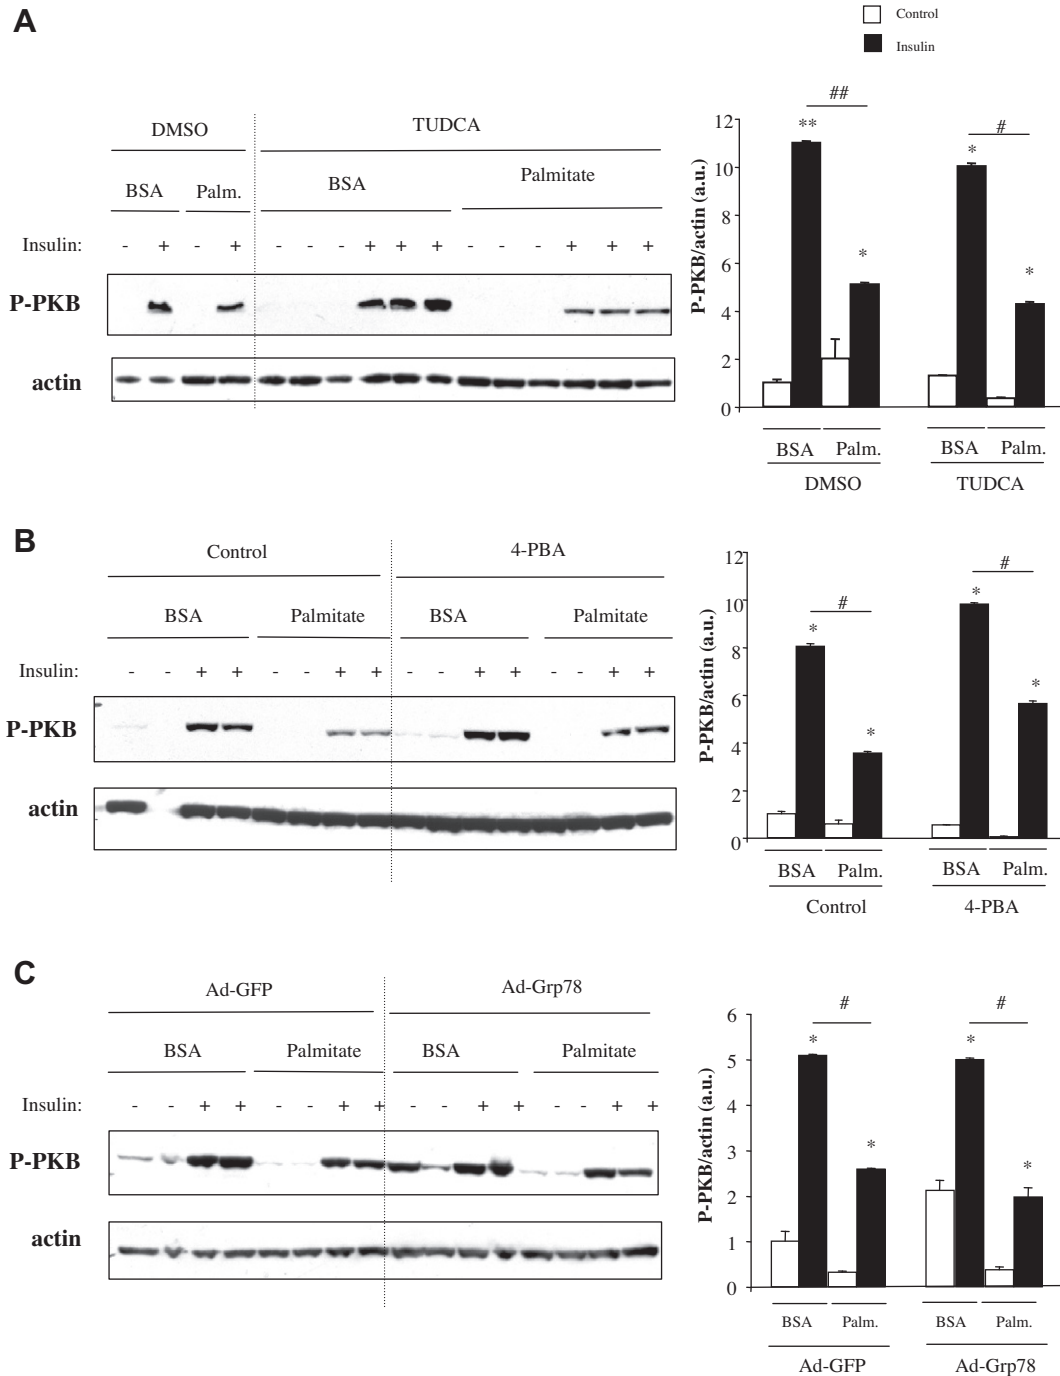 A
Control
Insulin
DMSO
TUDCA
BSA
Palm.
BSA
Palmitate
Insulin: - + - + - - - + + + - - - + + +
P-PKB
actin
P-PKB/actin (a.u.)
12
10
8
6
4
2
0
##
**
*
#
*
*
BSA
Palm.
BSA
Palm.
DMSO
TUDCA
B
Control
4-PBA
BSA
Palmitate
BSA
Palmitate
Insulin: - - + + - - + + - - + + - - + +
P-PKB
actin
P-PKB/actin (a.u.)
12
10
8
6
4
2
0
#
*
*
#
*
*
BSA
Palm.
BSA
Palm.
Control
4-PBA
C
Ad-GFP
Ad-Grp78
BSA
Palmitate
BSA
Palmitate
Insulin: - - + + - - + + - - + + - - + +
P-PKB
actin
P-PKB/actin (a.u.)
6
5
4
3
2
1
0
#
*
*
#
*
*
BSA
Palm.
BSA
Palm.
Ad-GFP
Ad-Grp78